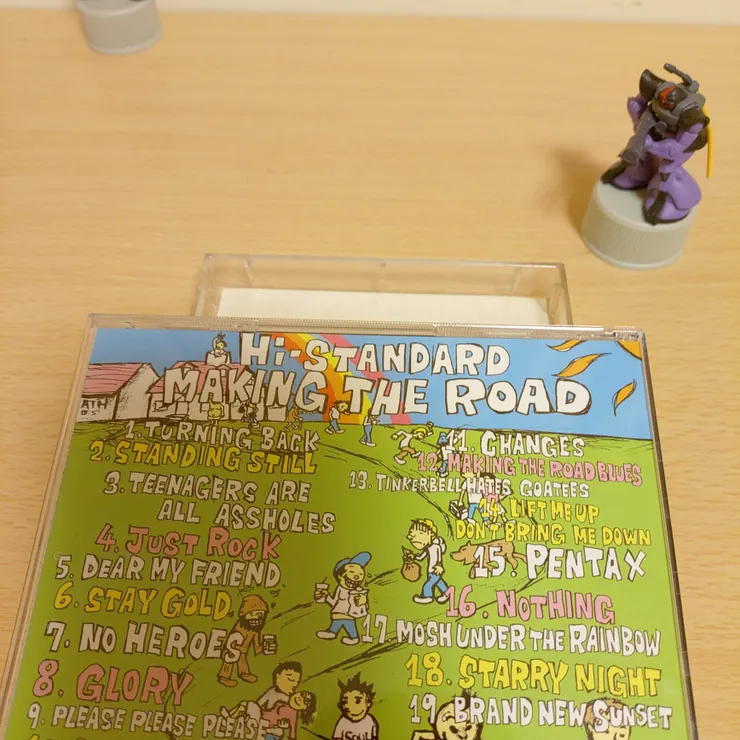 Hi-STANDARD
MAKING THE ROAD
1. TURNING BACK
2. STANDING STILL
3. TEENAGERS ARE
ALL ASSHOLES
4. JUST ROCK
5. DEAR MY FRIEND
6. STAY GOLD
7. NO HEROES
8. GLORY
9. PLEASE PLEASE PLEASE
11. CHANGES
12. MAKING THE ROAD BLUES
13. TINKERBELL HATES GOATEES
14. LIFT ME UP
DON'T BRING ME DOWN
15. PENTAX
16. NOTHING
17 MOSH UNDER THE RAINBOW
18. STARRY NIGHT
19. BRAND NEW SUNSET
SOUL